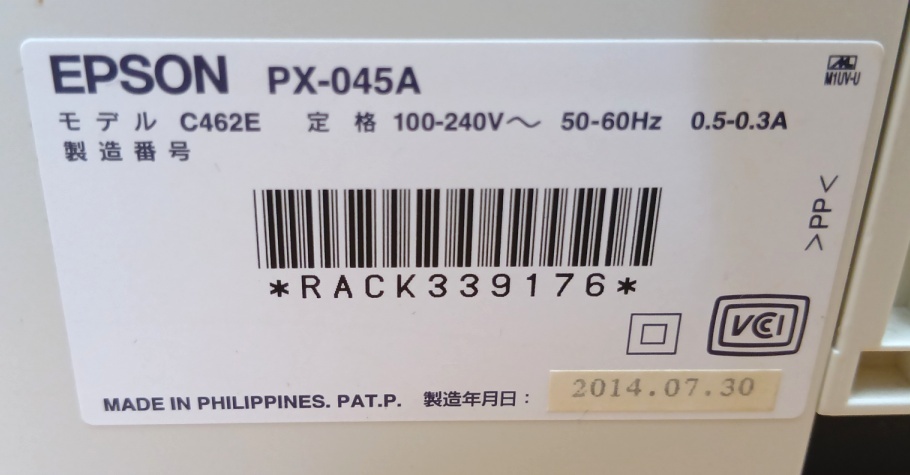 EPSON PX-045A
M1UV-U
モデル C462E 定格 100-240V～ 50-60Hz 0.5-0.3A
製造番号
>PP<
*RACK339176*
VCCI
MADE IN PHILIPPINES. PAT.P. 製造年月日： 2014.07.30